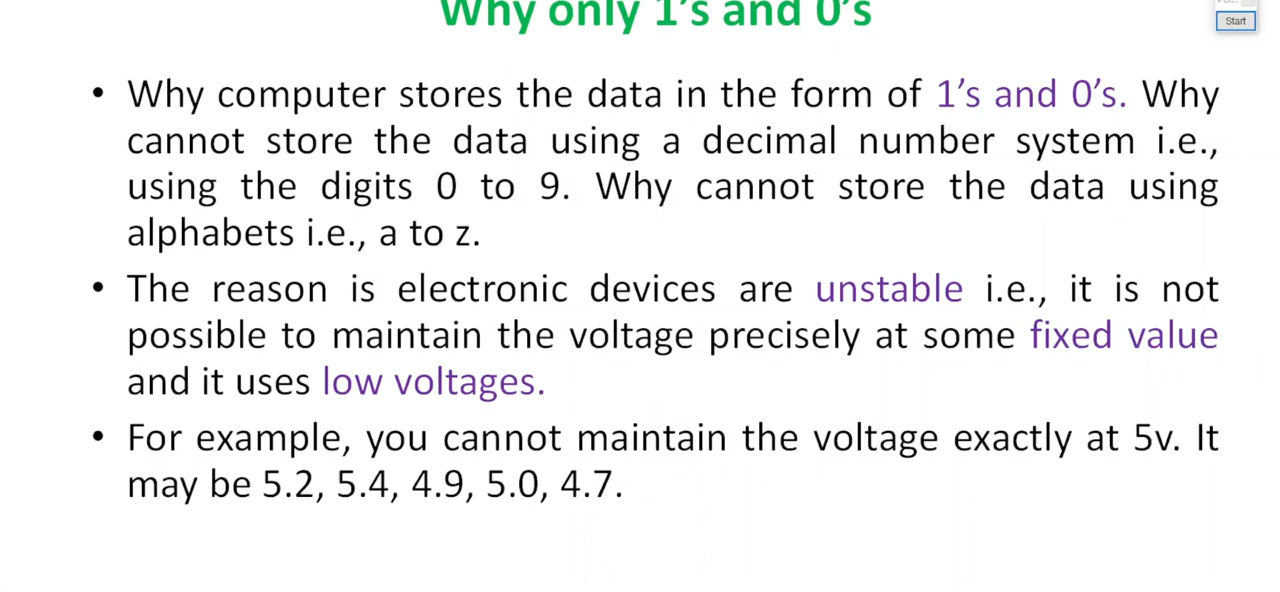 Why only 1's and 0's
Start
• Why computer stores the data in the form of 1's and 0's. Why
cannot store the data using a decimal number system i.e.,
using the digits 0 to 9. Why cannot store the data using
alphabets i.e., a to z.
• The reason is electronic devices are unstable i.e., it is not
possible to maintain the voltage precisely at some fixed value
and it uses low voltages.
• For example, you cannot maintain the voltage exactly at 5v. It
may be 5.2, 5.4, 4.9, 5.0, 4.7.